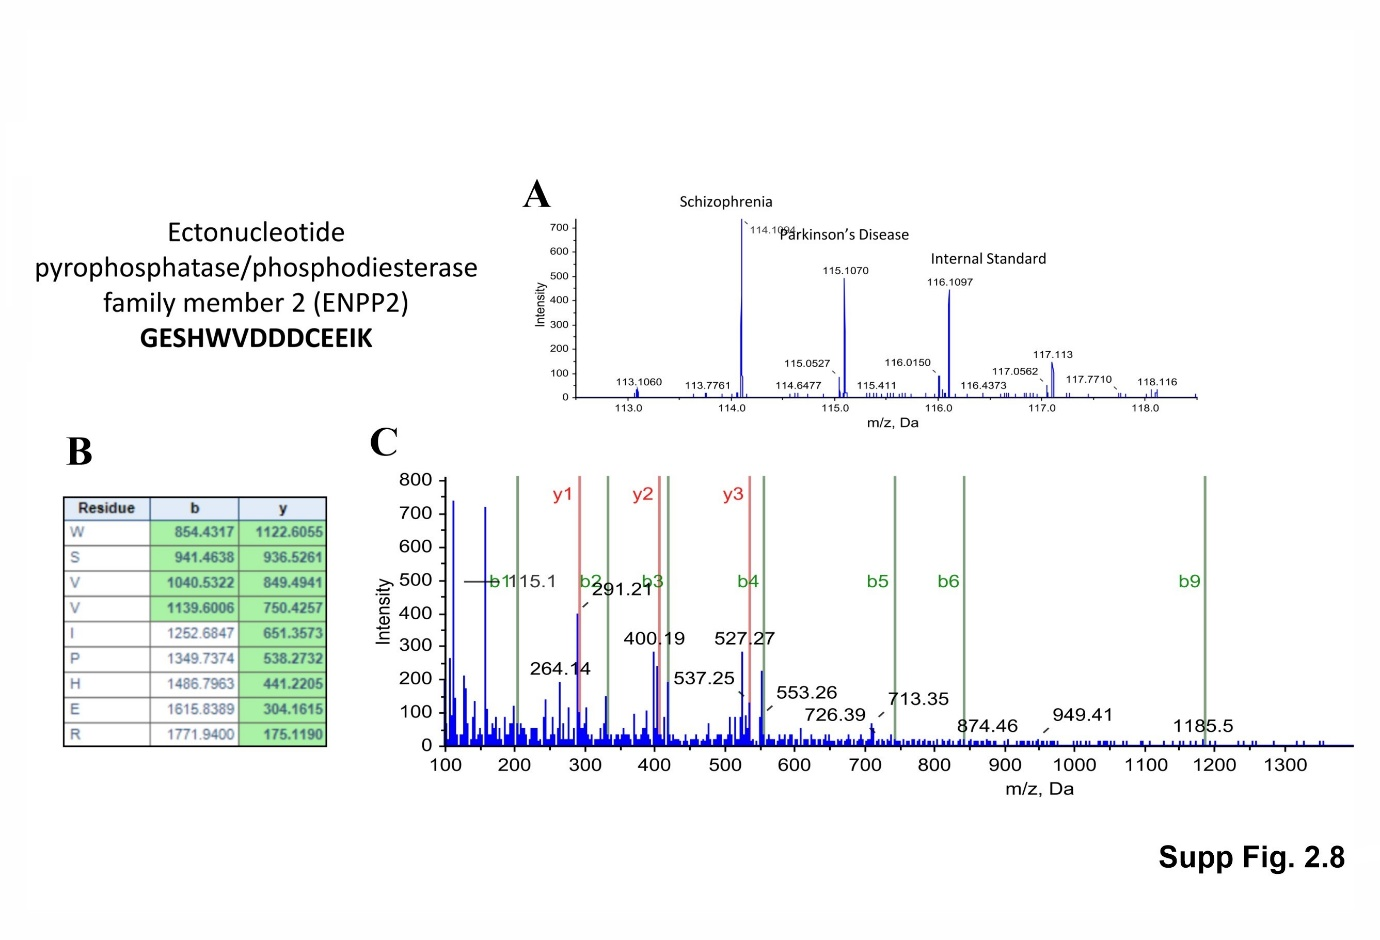 Ectonucleotide
pyrophosphatase/phosphodiesterase
family member 2 (ENPP2)
GESHWVDDDCEEIK
A
Schizophrenia
Parkinson's Disease
Internal Standard
Intensity
700
600
500
400
300
200
100
0
114.1094
115.1070
116.1097
113.1060
113.7761
114.6477
115.0527
115.411
116.0150
116.4373
117.0562
117.113
117.7710
118.116
113.0 114.0 115.0 116.0 117.0 118.0
m/z, Da
B
Residue b y
W 854.4317 1122.6055
S 941.4638 936.5261
V 1040.5322 849.4941
V 1139.6006 750.4257
I 1252.6847 651.3573
P 1349.7374 538.2732
H 1486.7963 441.2205
E 1615.8389 304.1615
R 1771.9400 175.1190
C
Intensity
800
700
600
500
400
300
200
100
0
y1 y2 y3
b1 115.1 b2 b3 b4 b5 b6 b9
291.21
400.19 527.27
264.14
537.25
553.26
713.35
726.39
874.46
949.41
1185.5
100 200 300 400 500 600 700 800 900 1000 1100 1200 1300
m/z, Da
Supp Fig. 2.8